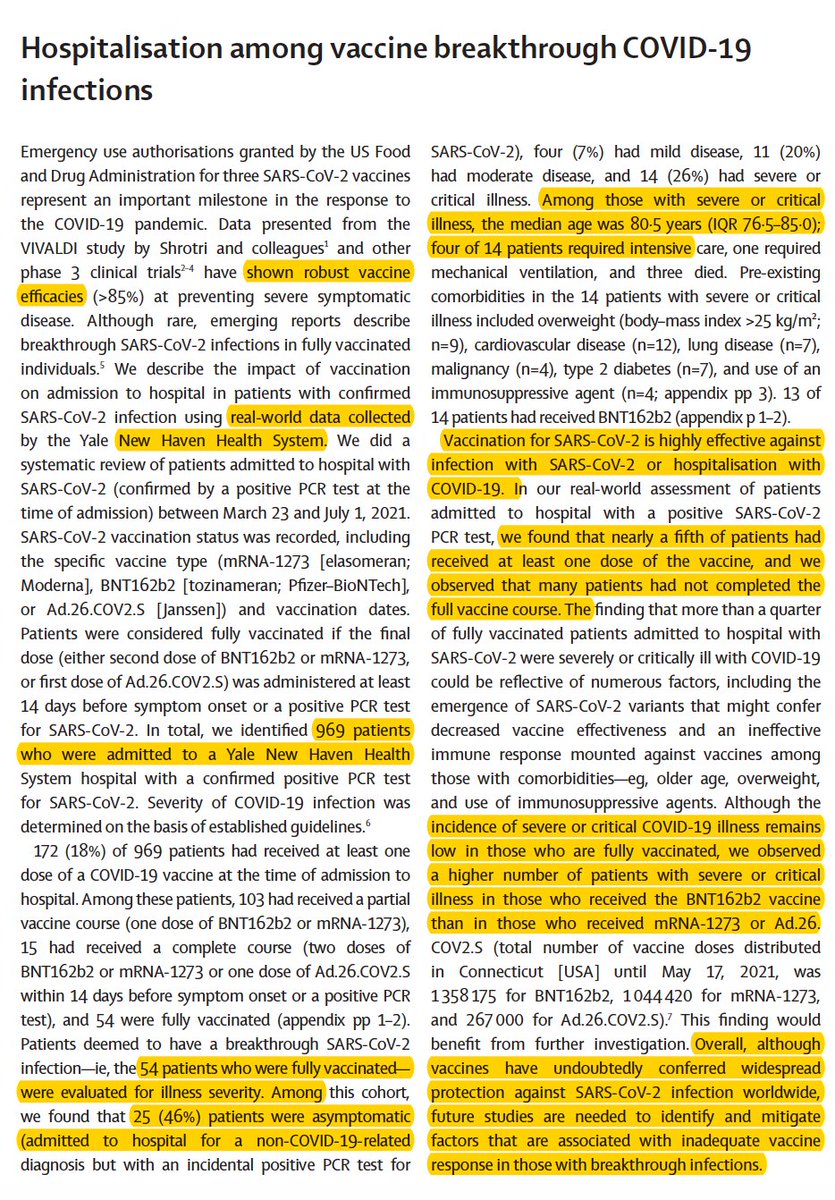 Hospitalisation among vaccine breakthrough COVID-19
infections
Emergency use authorisations granted by the US Food
and Drug Administration for three SARS-CoV-2 vaccines
represent an important milestone in the response to
the COVID-19 pandemic. Data presented from the
VIVALDI study by Shrotri and colleagues¹ and other
phase 3 clinical trials²⁻⁴ have shown robust vaccine
efficacies (>85%) at preventing severe symptomatic
disease. Although rare, emerging reports describe
breakthrough SARS-CoV-2 infections in fully vaccinated
individuals.⁵ We describe the impact of vaccination
on admission to hospital in patients with confirmed
SARS-CoV-2 infection using real-world data collected
by the Yale New Haven Health System. We did a
systematic review of patients admitted to hospital with
SARS-CoV-2 (confirmed by a positive PCR test at the
time of admission) between March 23 and July 1, 2021.
SARS-CoV-2 vaccination status was recorded, including
the specific vaccine type (mRNA-1273 [elasomeran;
Moderna], BNT162b2 [tozinameran; Pfizer–BioNTech],
or Ad.26.COV2.S [Janssen]) and vaccination dates.
Patients were considered fully vaccinated if the final
dose (either second dose of BNT162b2 or mRNA-1273,
or first dose of Ad.26.COV2.S) was administered at least
14 days before symptom onset or a positive PCR test
for SARS-CoV-2. In total, we identified 969 patients
who were admitted to a Yale New Haven Health
System hospital with a confirmed positive PCR test
for SARS-CoV-2. Severity of COVID-19 infection was
determined on the basis of established guidelines.⁶
172 (18%) of 969 patients had received at least one
dose of a COVID-19 vaccine at the time of admission to
hospital. Among these patients, 103 had received a partial
vaccine course (one dose of BNT162b2 or mRNA-1273),
15 had received a complete course (two doses of
BNT162b2 or mRNA-1273 or one dose of Ad.26.COV2.S
within 14 days before symptom onset or a positive PCR
test), and 54 were fully vaccinated (appendix pp 1–2).
Patients deemed to have a breakthrough SARS-CoV-2
infection—ie, the 54 patients who were fully vaccinated—
were evaluated for illness severity. Among this cohort,
we found that 25 (46%) patients were asymptomatic
(admitted to hospital for a non-COVID-19-related
diagnosis but with an incidental positive PCR test for
SARS-CoV-2), four (7%) had mild disease, 11 (20%)
had moderate disease, and 14 (26%) had severe or
critical illness. Among those with severe or critical
illness, the median age was 80·5 years (IQR 76·5–85·0);
four of 14 patients required intensive care, one required
mechanical ventilation, and three died. Pre-existing
comorbidities in the 14 patients with severe or critical
illness included overweight (body–mass index >25 kg/m²;
n=9), cardiovascular disease (n=12), lung disease (n=7),
malignancy (n=4), type 2 diabetes (n=7), and use of an
immunosuppressive agent (n=4; appendix pp 3). 13 of
14 patients had received BNT162b2 (appendix p 1–2).
Vaccination for SARS-CoV-2 is highly effective against
infection with SARS-CoV-2 or hospitalisation with
COVID-19. In our real-world assessment of patients
admitted to hospital with a positive SARS-CoV-2
PCR test, we found that nearly a fifth of patients had
received at least one dose of the vaccine, and we
observed that many patients had not completed the
full vaccine course. The finding that more than a quarter
of fully vaccinated patients admitted to hospital with
SARS-CoV-2 were severely or critically ill with COVID-19
could be reflective of numerous factors, including the
emergence of SARS-CoV-2 variants that might confer
decreased vaccine effectiveness and an ineffective
immune response mounted against vaccines among
those with comorbidities—eg, older age, overweight,
and use of immunosuppressive agents. Although the
incidence of severe or critical COVID-19 illness remains
low in those who are fully vaccinated, we observed
a higher number of patients with severe or critical
illness in those who received the BNT162b2 vaccine
than in those who received mRNA-1273 or Ad.26.
COV2.S (total number of vaccine doses distributed
in Connecticut [USA] until May 17, 2021, was
1 358 175 for BNT162b2, 1 044 420 for mRNA-1273,
and 267 000 for Ad.26.COV2.S).⁷ This finding would
benefit from further investigation. Overall, although
vaccines have undoubtedly conferred widespread
protection against SARS-CoV-2 infection worldwide,
future studies are needed to identify and mitigate
factors that are associated with inadequate vaccine
response in those with breakthrough infections.